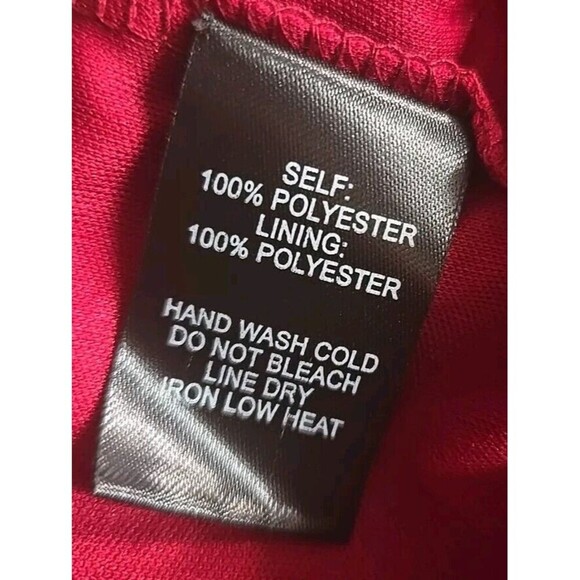 SELF:
100% POLYESTER
LINING:
100% POLYESTER
HAND WASH COLD
DO NOT BLEACH
LINE DRY
IRON LOW HEAT